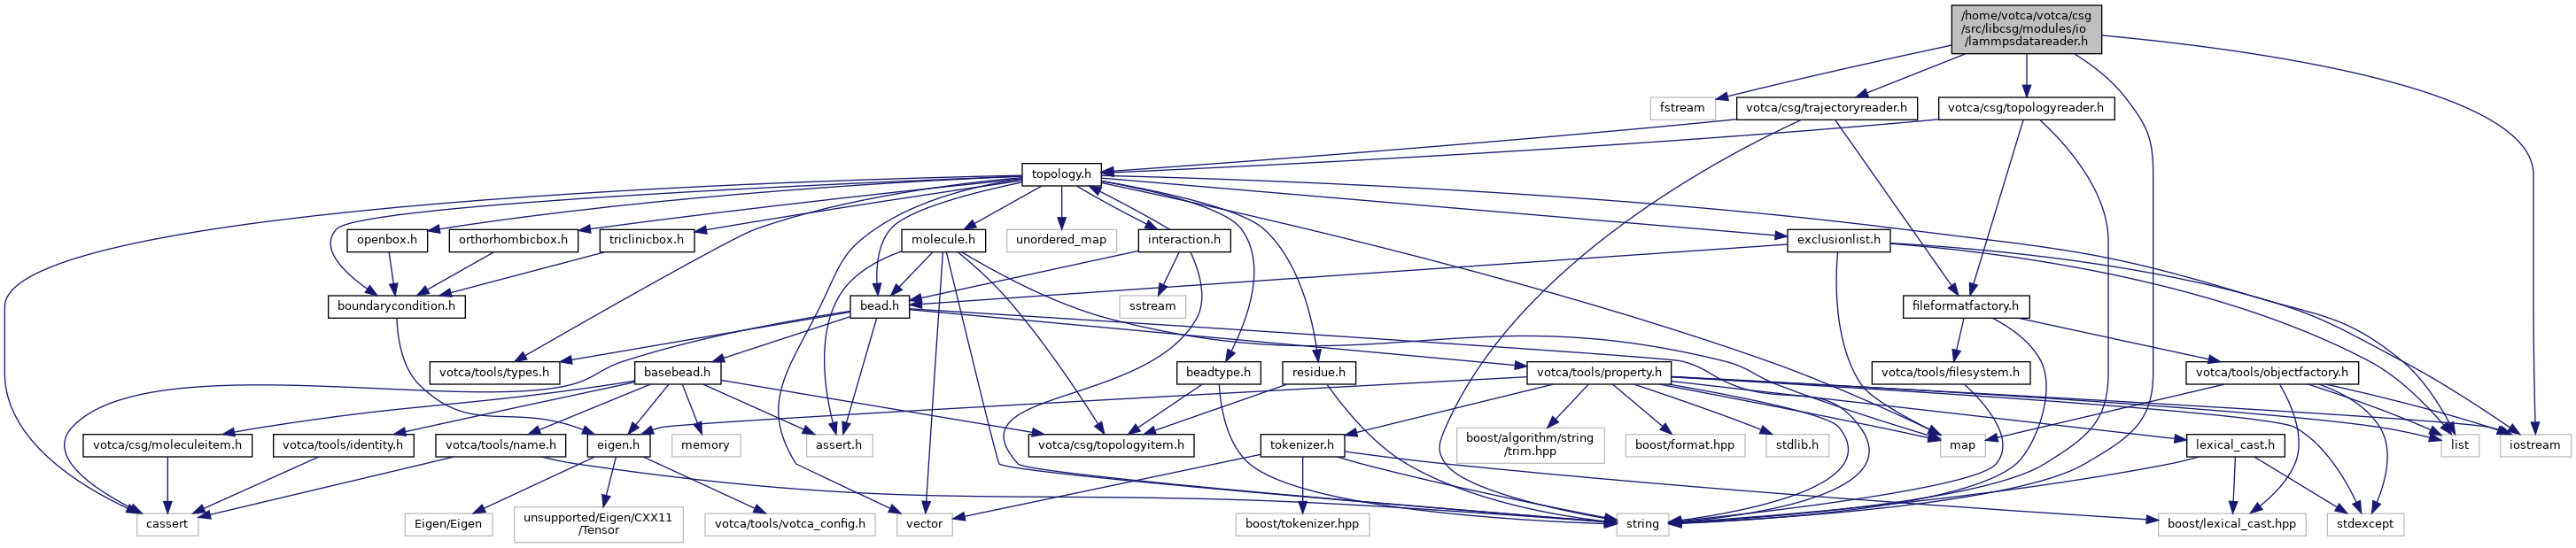 /home/votca/votca/csg
/src/libcsg/modules/io
/lammpsdatareader.h
fstream
votca/csg/trajectoryreader.h
votca/csg/topologyreader.h
topology.h
openbox.h
orthorhombicbox.h
triclinicbox.h
molecule.h
unordered_map
interaction.h
exclusionlist.h
boundarycondition.h
bead.h
sstream
fileformatfactory.h
votca/tools/types.h
basebead.h
beadtype.h
residue.h
votca/tools/property.h
votca/tools/filesystem.h
votca/tools/objectfactory.h
votca/csg/moleculeitem.h
votca/tools/identity.h
votca/tools/name.h
eigen.h
memory
assert.h
votca/csg/topologyitem.h
tokenizer.h
boost/algorithm/string
/trim.hpp
boost/format.hpp
stdlib.h
map
lexical_cast.h
list
iostream
cassert
Eigen/Eigen
unsupported/Eigen/CXX11
/Tensor
votca/tools/votca_config.h
vector
boost/tokenizer.hpp
string
boost/lexical_cast.hpp
stdexcept